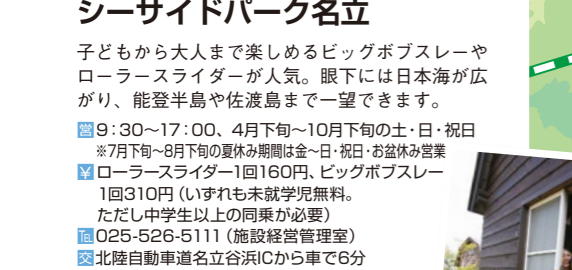 シーサイドパーク名立
子どもから大人まで楽しめるビッグボブスレーや
ローラースライダーが人気。眼下には日本海が広
がり、能登半島や佐渡島まで一望できます。
営9:30～17:00、4月下旬～10月下旬の土・日・祝日
※7月下旬～8月下旬の夏休み期間は金～日・祝日・お盆休み営業
¥ローラースライダー1回160円、ビッグボブスレー
1回310円（いずれも未就学児無料。
ただし中学生以上の同乗が必要）
℡025-526-5111（施設経営管理室）
交北陸自動車道名立谷浜ICから車で6分